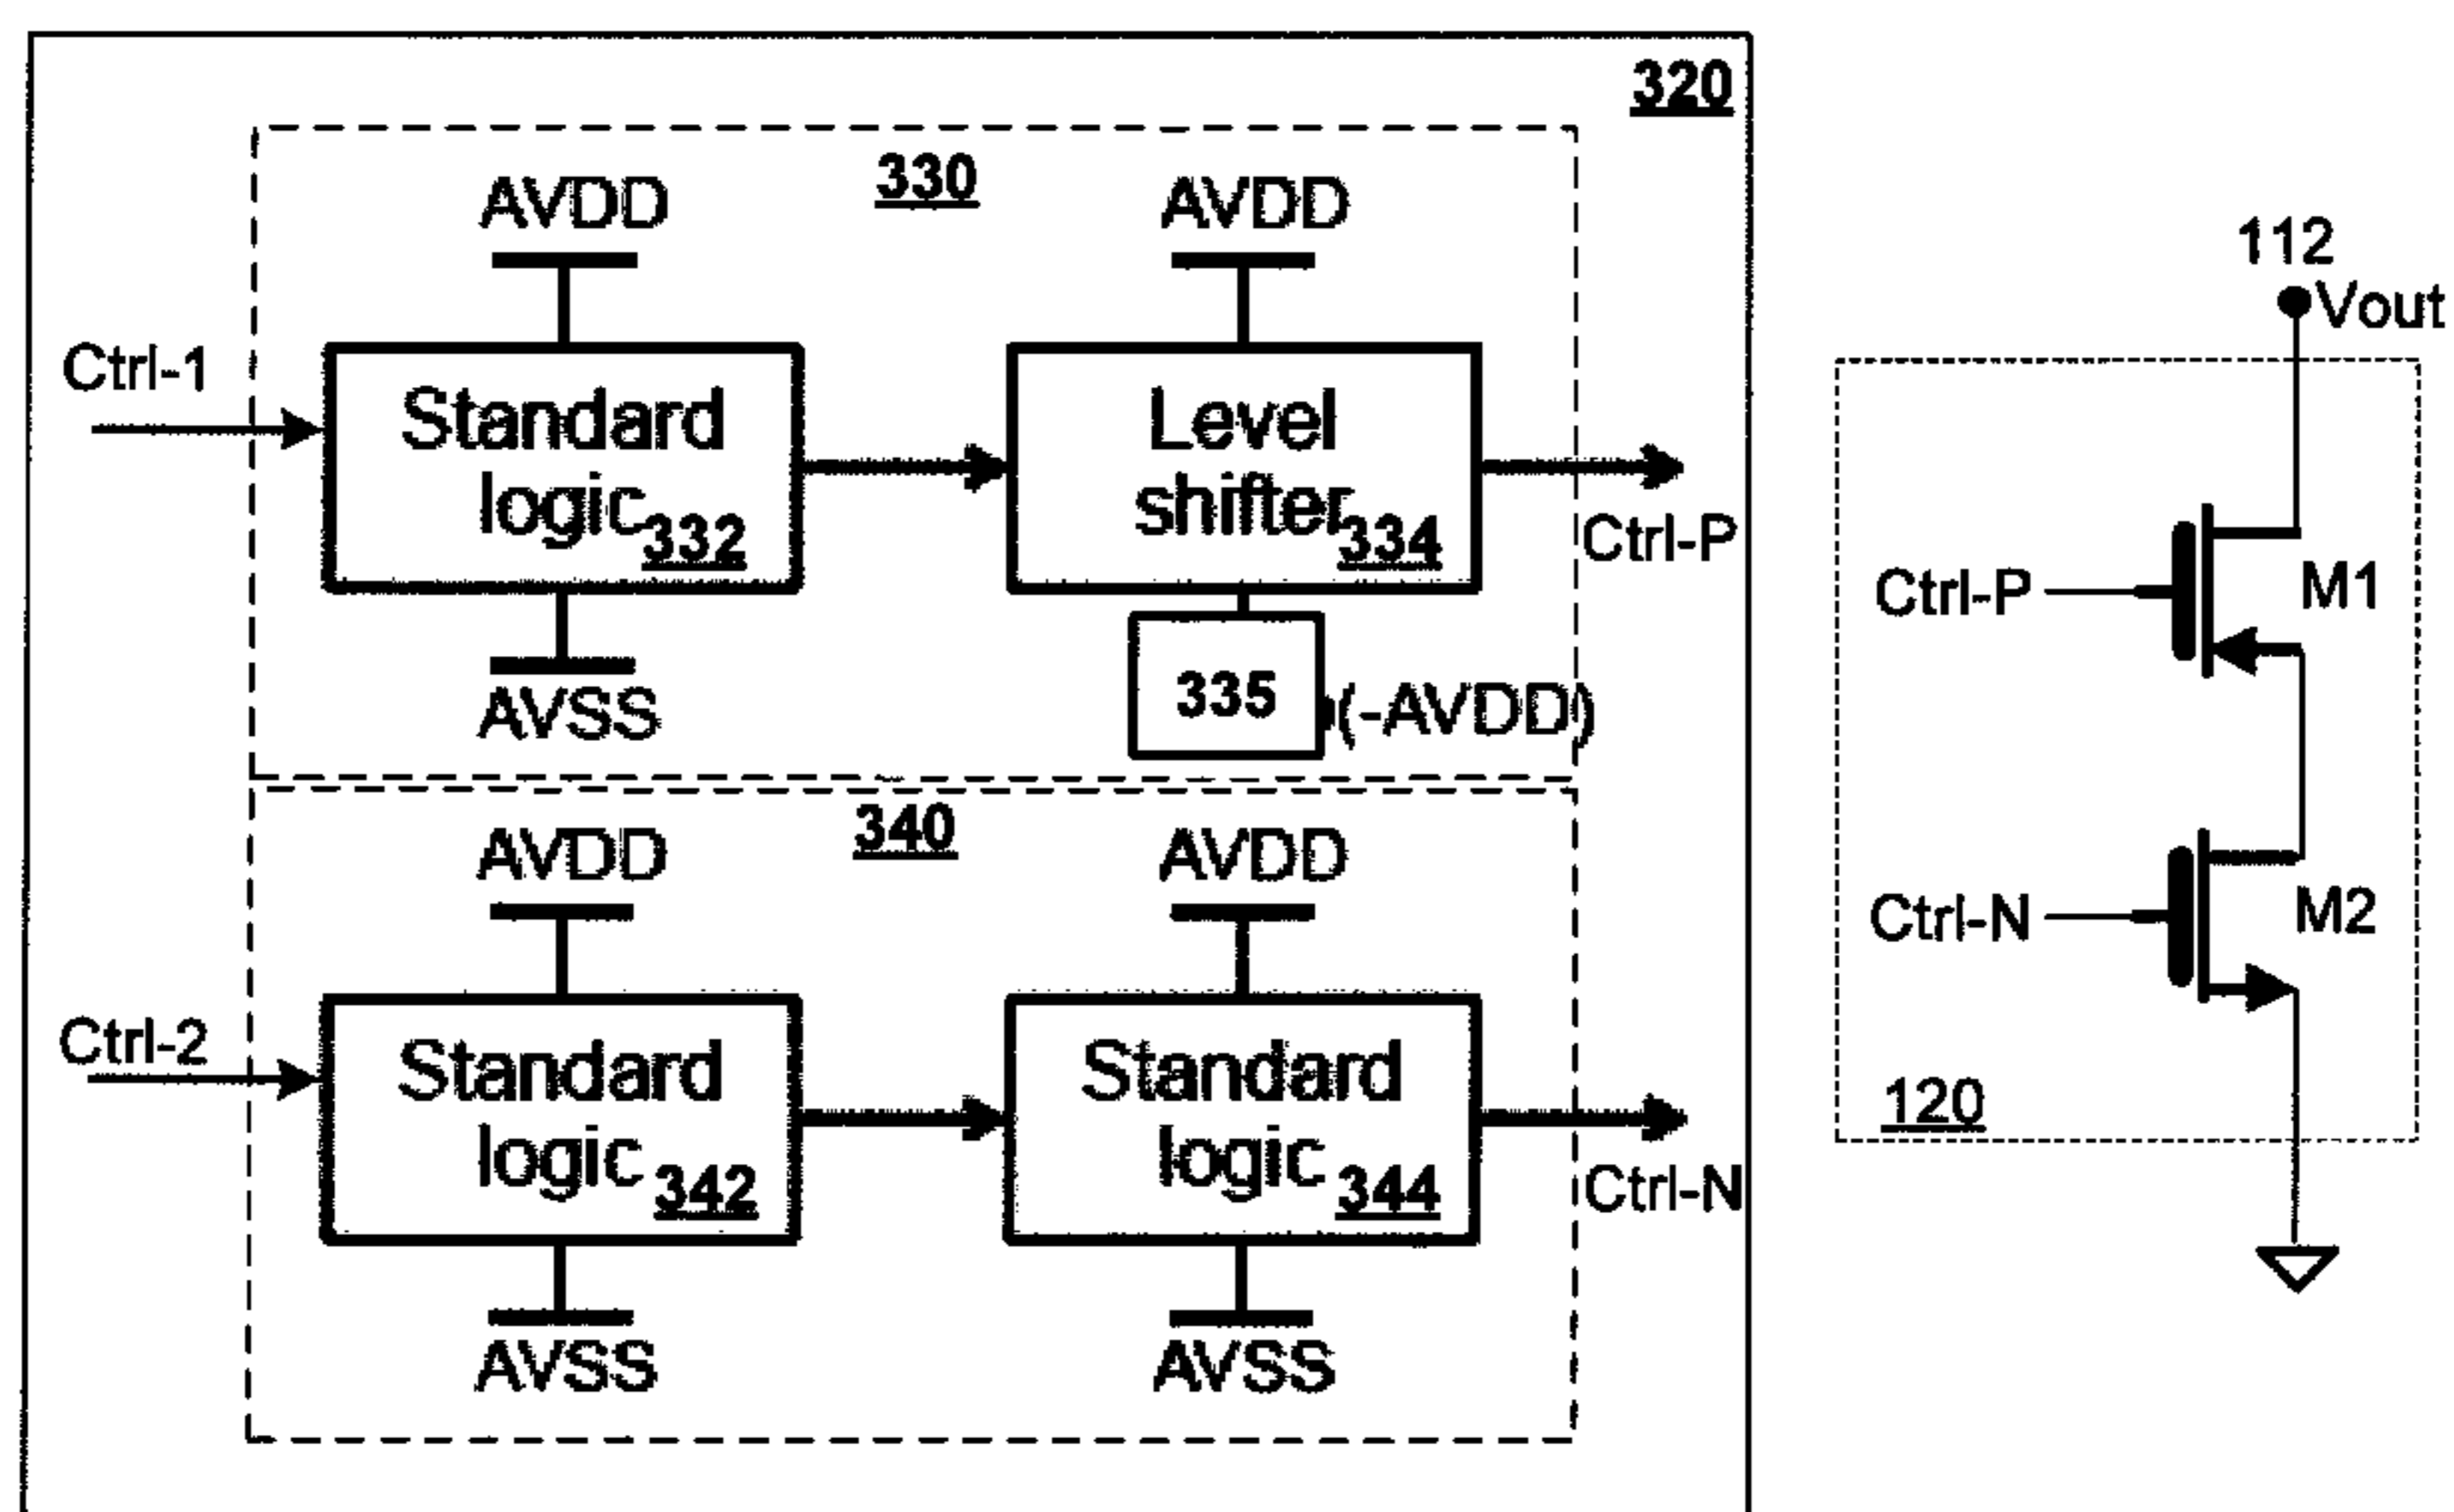 320
330
AVDD
AVDD
Ctrl-1
Standard
logic 332
Level
shifter 334
Ctrl-P
AVSS
335
(-AVDD)
340
AVDD
AVDD
Ctrl-2
Standard
logic 342
Standard
logic 344
Ctrl-N
AVSS
AVSS
112
Vout
Ctrl-P
M1
Ctrl-N
M2
120